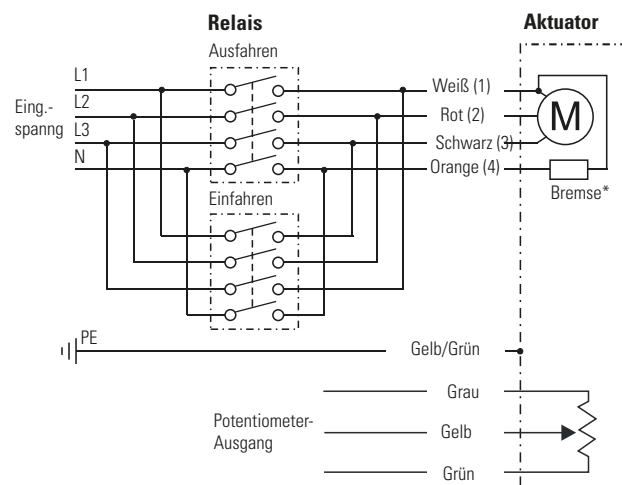 Relais
Aktuator
Ausfahren
L1
Weiß (1)
Eing.-
spanng
L2
Rot (2)
M
L3
Schwarz (3)
N
Orange (4)
Bremse*
Einfahren
PE
Gelb/Grün
Grau
Potentiometer-
Ausgang
Gelb
Grün